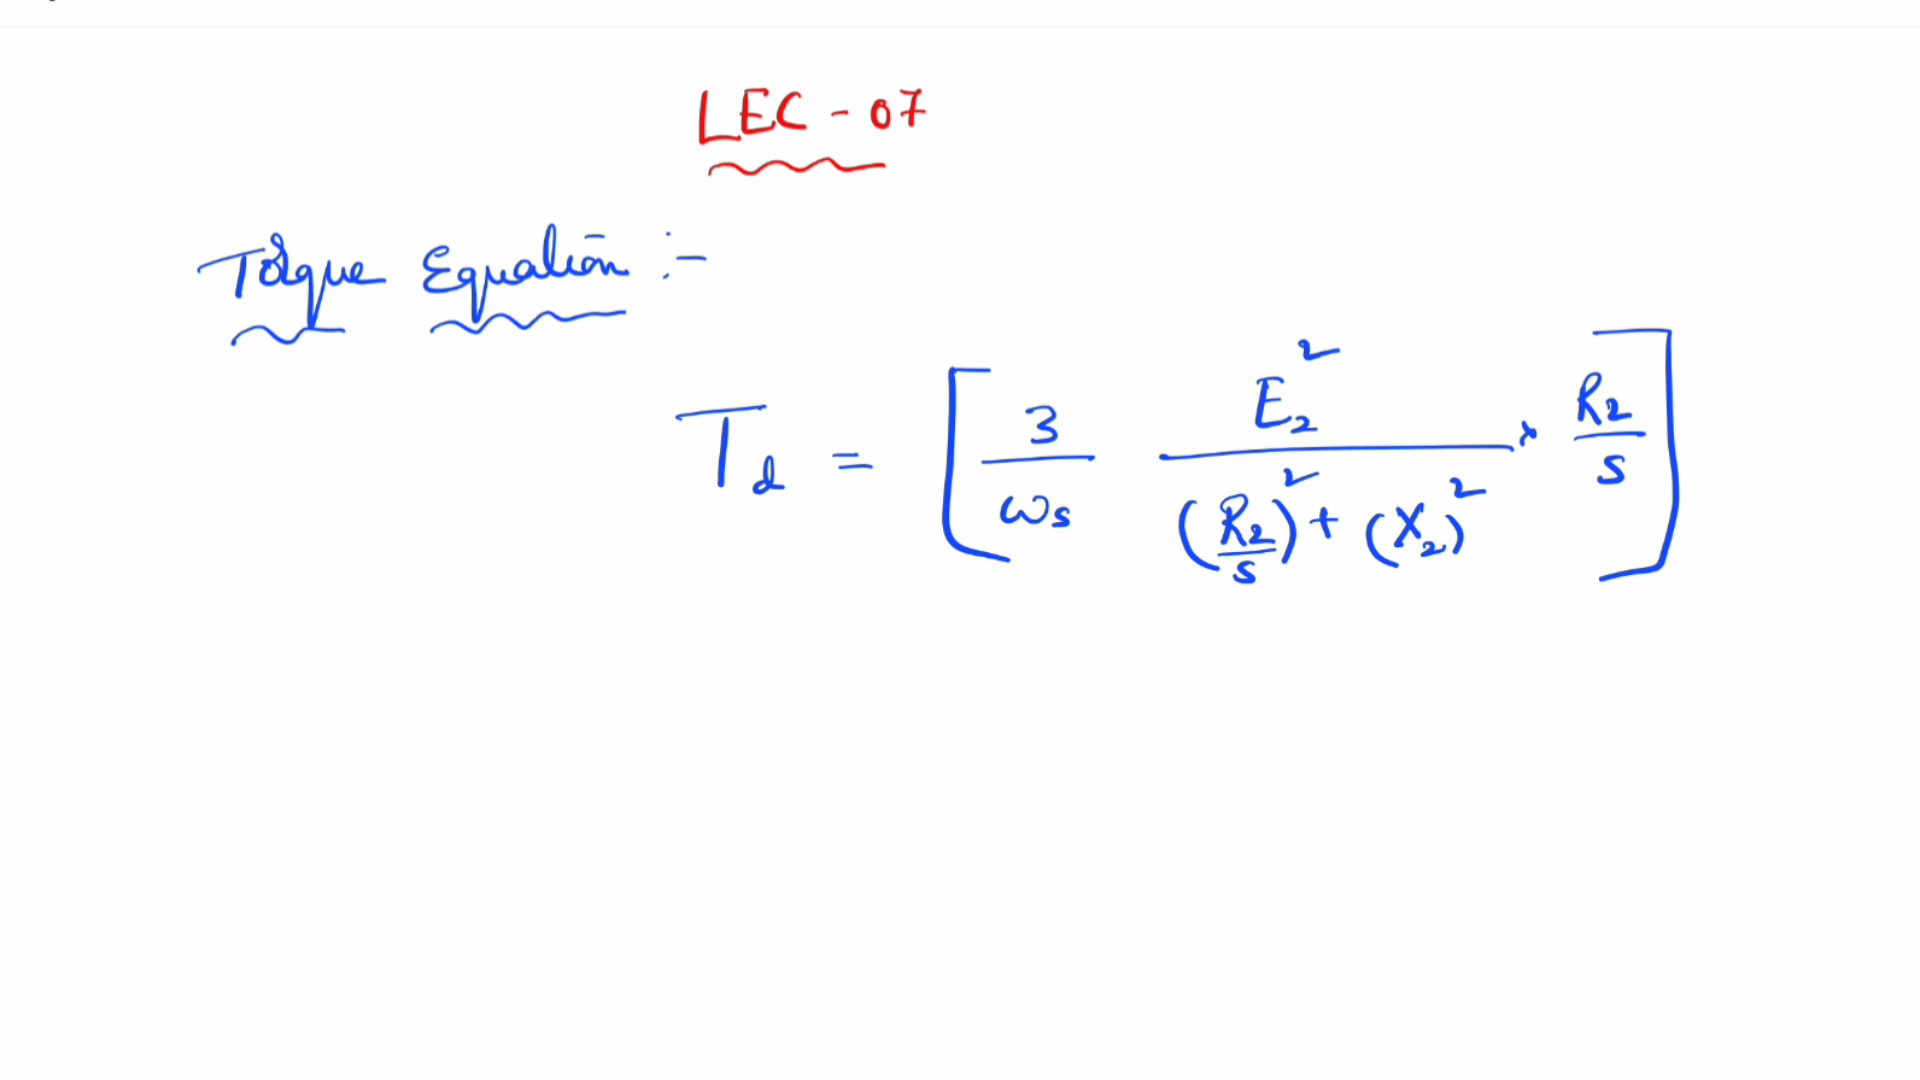 LEC - 07
Torque Equation :-
T_d = [ 3/ω_s E_2^2/((R_2/s)^2 + (X_2)^2) × R_2/s ]